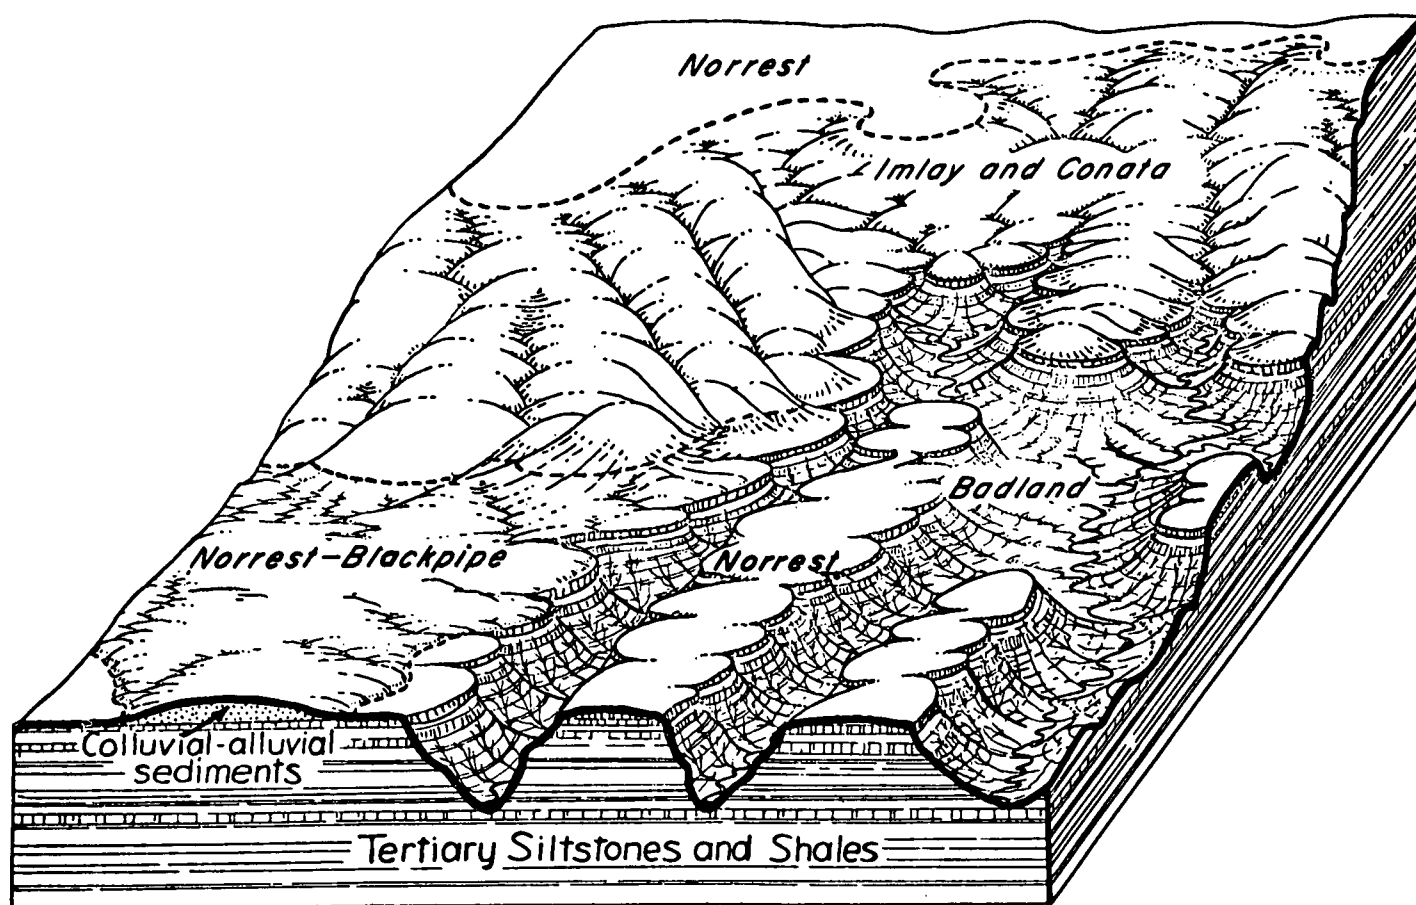 Norrest
Imlay and Conata
Badland
Norrest-Blackpipe
Norrest
Colluvial-alluvial
sediments
Tertiary Siltstones and Shales